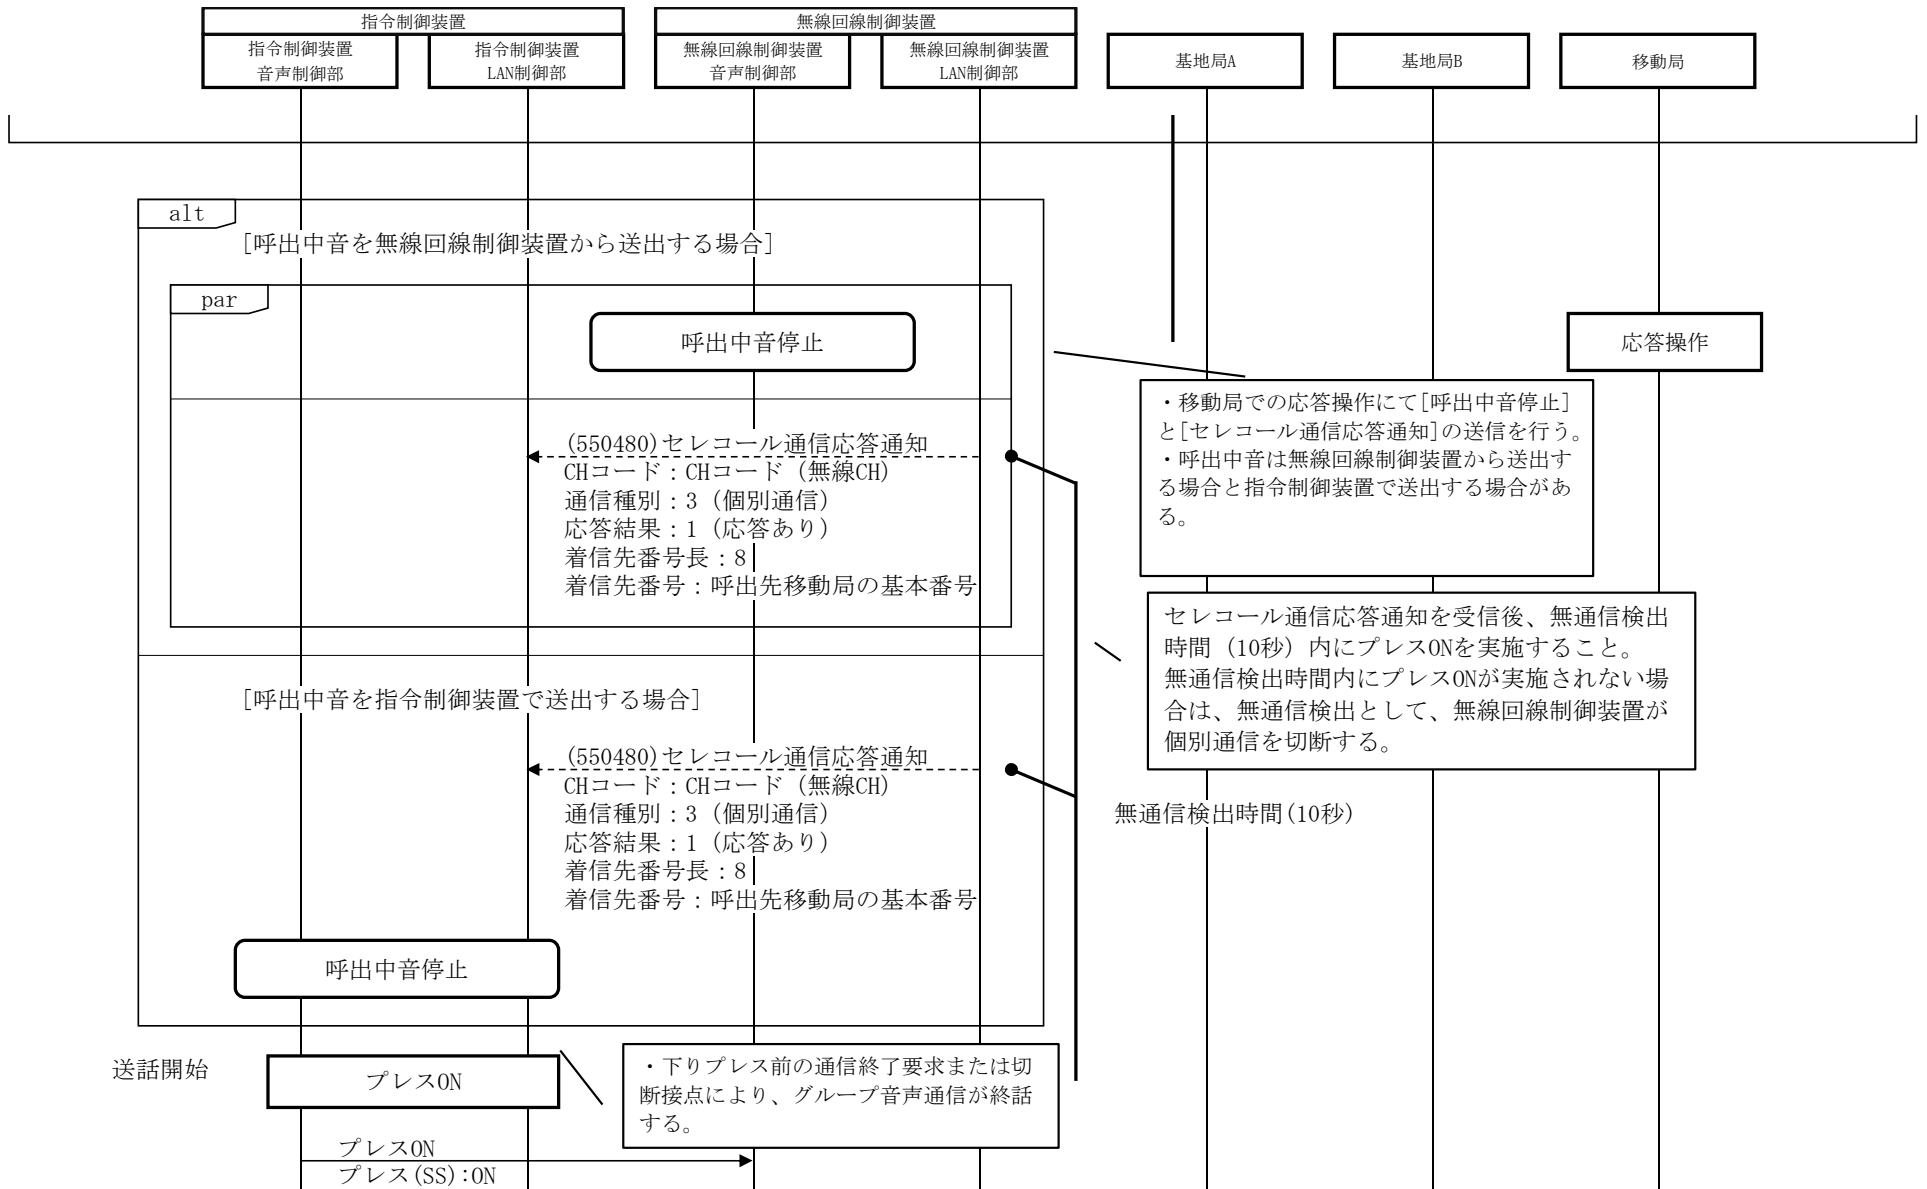 指令制御装置
無線回線制御装置
指令制御装置
音声制御部
指令制御装置
LAN制御部
無線回線制御装置
音声制御部
無線回線制御装置
LAN制御部
基地局A
基地局B
移動局
alt
[呼出中音を無線回線制御装置から送出する場合]
par
呼出中音停止
応答操作
・移動局での応答操作にて[呼出中音停止]
と[セレコール通信応答通知]の送信を行う。
・呼出中音は無線回線制御装置から送出す
る場合と指令制御装置で送出する場合があ
る。
(550480)セレコール通信応答通知
CHコード：CHコード（無線CH）
通信種別：3（個別通信）
応答結果：1（応答あり）
着信先番号長：8
着信先番号：呼出先移動局の基本番号
セレコール通信応答通知を受信後、無通信検出
時間（10秒）内にプレスONを実施すること。
無通信検出時間内にプレスONが実施されない場
合は、無通信検出として、無線回線制御装置が
個別通信を切断する。
[呼出中音を指令制御装置で送出する場合]
(550480)セレコール通信応答通知
CHコード：CHコード（無線CH）
通信種別：3（個別通信）
応答結果：1（応答あり）
着信先番号長：8
着信先番号：呼出先移動局の基本番号
無通信検出時間(10秒)
呼出中音停止
送話開始
プレスON
・下りプレス前の通信終了要求または切
断接点により、グループ音声通信が終話
する。
プレスON
プレス(SS):ON